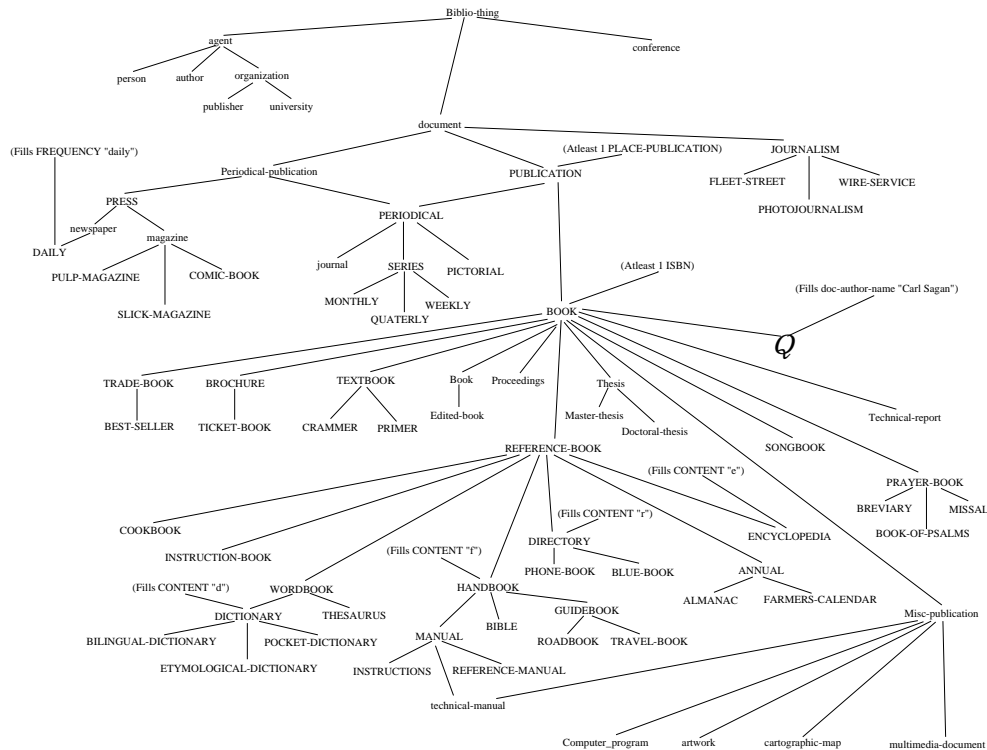 Biblio-thing
agent
conference
person
author
organization
publisher
university
document
(Fills FREQUENCY "daily")
(Atleast 1 PLACE-PUBLICATION)
JOURNALISM
Periodical-publication
PUBLICATION
FLEET-STREET
WIRE-SERVICE
PHOTOJOURNALISM
PRESS
PERIODICAL
newspaper
magazine
DAILY
journal
SERIES
PICTORIAL
PULP-MAGAZINE
COMIC-BOOK
(Atleast 1 ISBN)
MONTHLY
WEEKLY
(Fills doc-author-name "Carl Sagan")
SLICK-MAGAZINE
QUATERLY
BOOK
Q
TRADE-BOOK
BROCHURE
TEXTBOOK
Book
Proceedings
Thesis
BEST-SELLER
TICKET-BOOK
CRAMMER
PRIMER
Edited-book
Master-thesis
Doctoral-thesis
Technical-report
REFERENCE-BOOK
SONGBOOK
(Fills CONTENT "e")
PRAYER-BOOK
BREVIARY
MISSAL
(Fills CONTENT "r")
COOKBOOK
BOOK-OF-PSALMS
ENCYCLOPEDIA
DIRECTORY
INSTRUCTION-BOOK
(Fills CONTENT "f")
PHONE-BOOK
BLUE-BOOK
ANNUAL
(Fills CONTENT "d")
WORDBOOK
HANDBOOK
ALMANAC
FARMERS-CALENDAR
DICTIONARY
THESAURUS
GUIDEBOOK
Misc-publication
BIBLE
BILINGUAL-DICTIONARY
POCKET-DICTIONARY
MANUAL
ROADBOOK
TRAVEL-BOOK
ETYMOLOGICAL-DICTIONARY
INSTRUCTIONS
REFERENCE-MANUAL
technical-manual
Computer_program
artwork
cartographic-map
multimedia-document